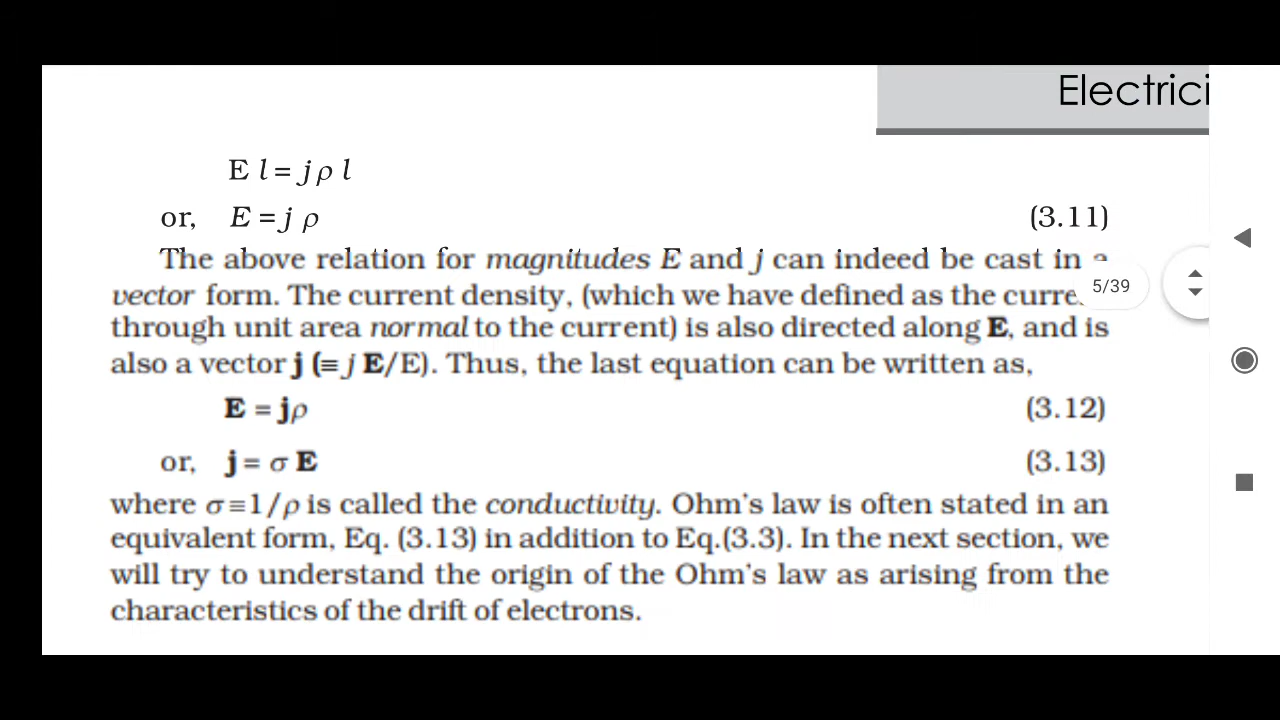 Electrici
E l = j ρ l
or, E = j ρ (3.11)
The above relation for magnitudes E and j can indeed be cast in
vector form. The current density, (which we have defined as the
5/39
through unit area normal to the current) is also directed along E, and is
also a vector j (≡ j E/E). Thus, the last equation can be written as,
E = jρ (3.12)
or, j = σ E (3.13)
where σ ≡1/ρ is called the conductivity. Ohm's law is often stated in an
equivalent form, Eq. (3.13) in addition to Eq.(3.3). In the next section, we
will try to understand the origin of the Ohm's law as arising from the
characteristics of the drift of electrons.